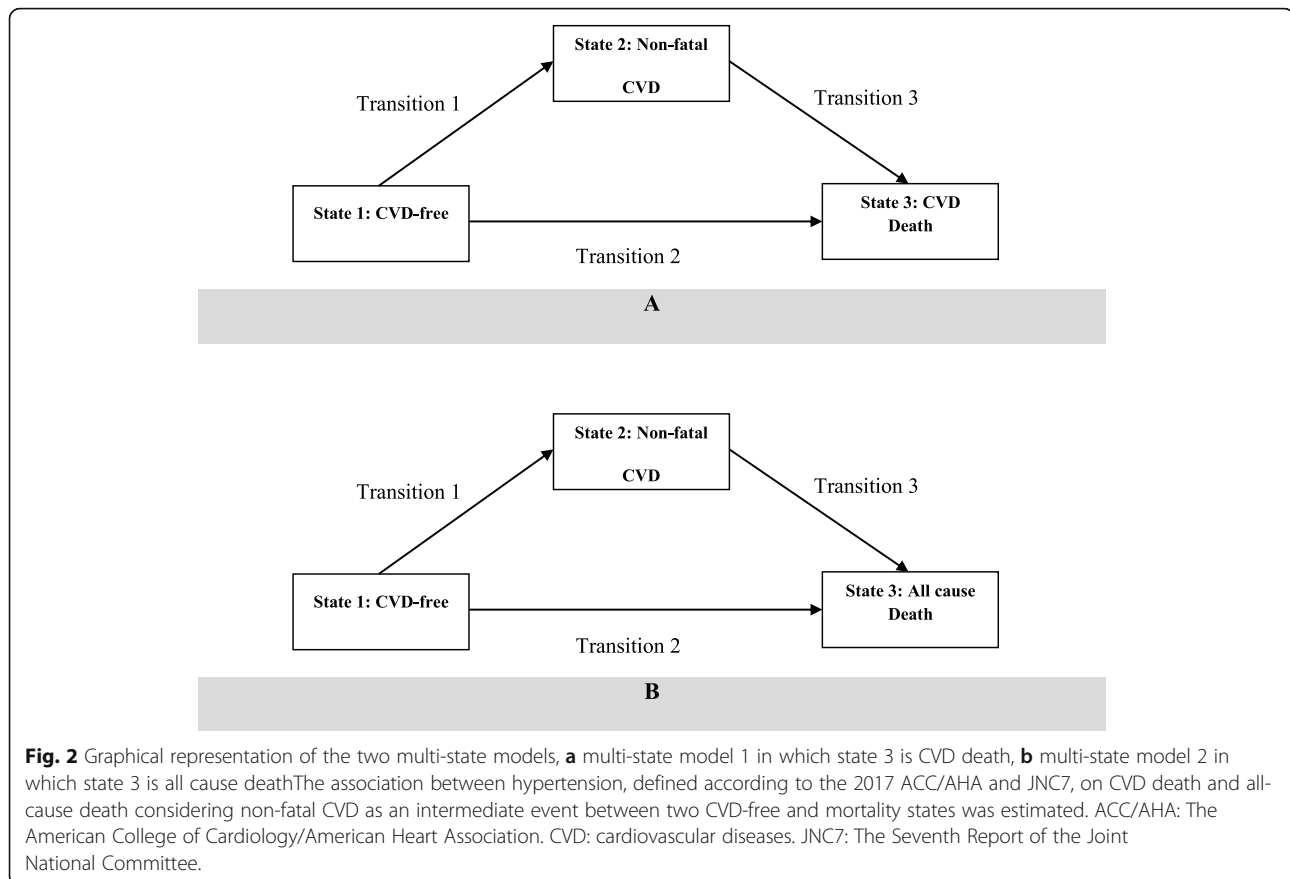 State 2: Non-fatal
CVD
Transition 1
Transition 3
State 1: CVD-free
State 3: CVD
Death
Transition 2
A
State 2: Non-fatal
CVD
Transition 1
Transition 3
State 1: CVD-free
State 3: All cause
Death
Transition 2
B
Fig. 2 Graphical representation of the two multi-state models, a multi-state model 1 in which state 3 is CVD death, b multi-state model 2 in
which state 3 is all cause deathThe association between hypertension, defined according to the 2017 ACC/AHA and JNC7, on CVD death and all-
cause death considering non-fatal CVD as an intermediate event between two CVD-free and mortality states was estimated. ACC/AHA: The
American College of Cardiology/American Heart Association. CVD: cardiovascular diseases. JNC7: The Seventh Report of the Joint
National Committee.